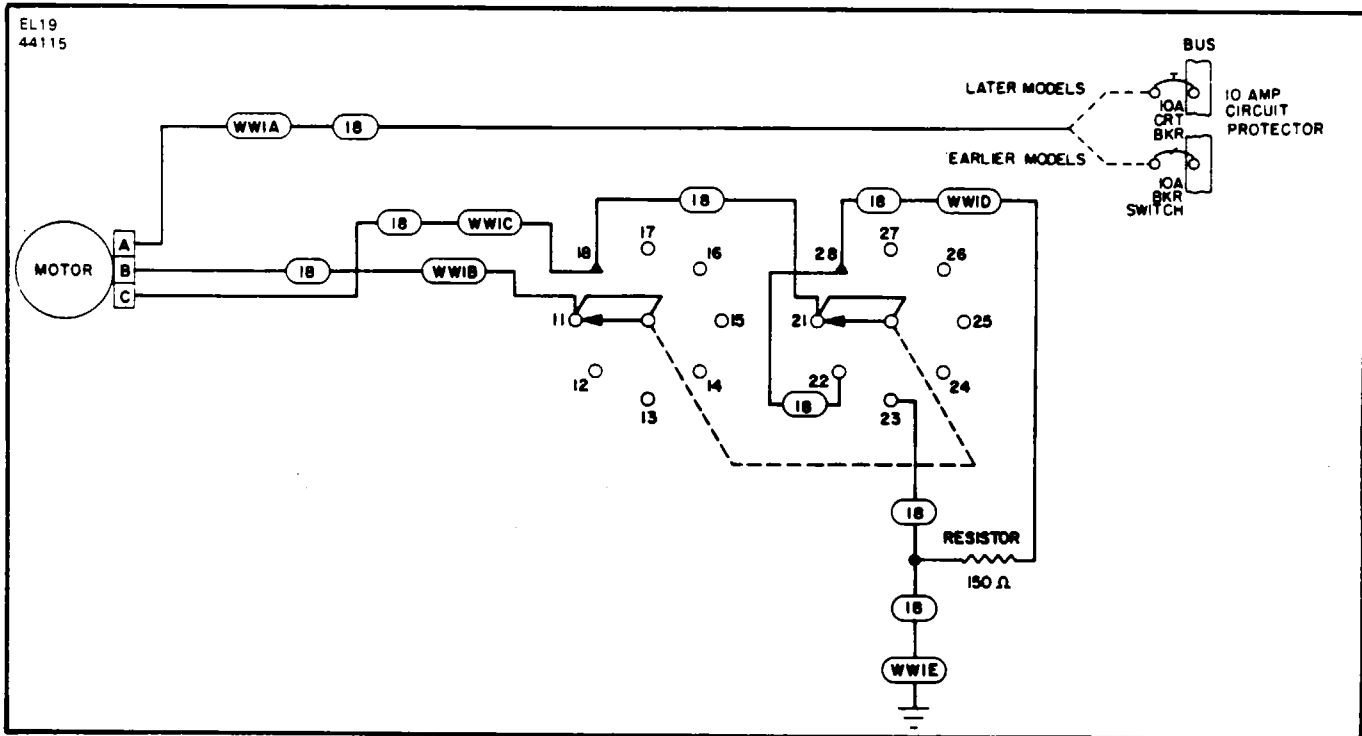 EL19
44115
BUS
LATER MODELS
10A
CRT
BKR
10 AMP
CIRCUIT
PROTECTOR
EARLIER MODELS
10A
BKR
SWITCH
WW1A
18
18
WW1C
18
WW1B
MOTOR
A
B
C
18
17
16
15
14
13
12
11
18
18
WW1D
28
27
26
25
24
23
22
21
18
18
RESISTOR
150 Ω
18
WW1E